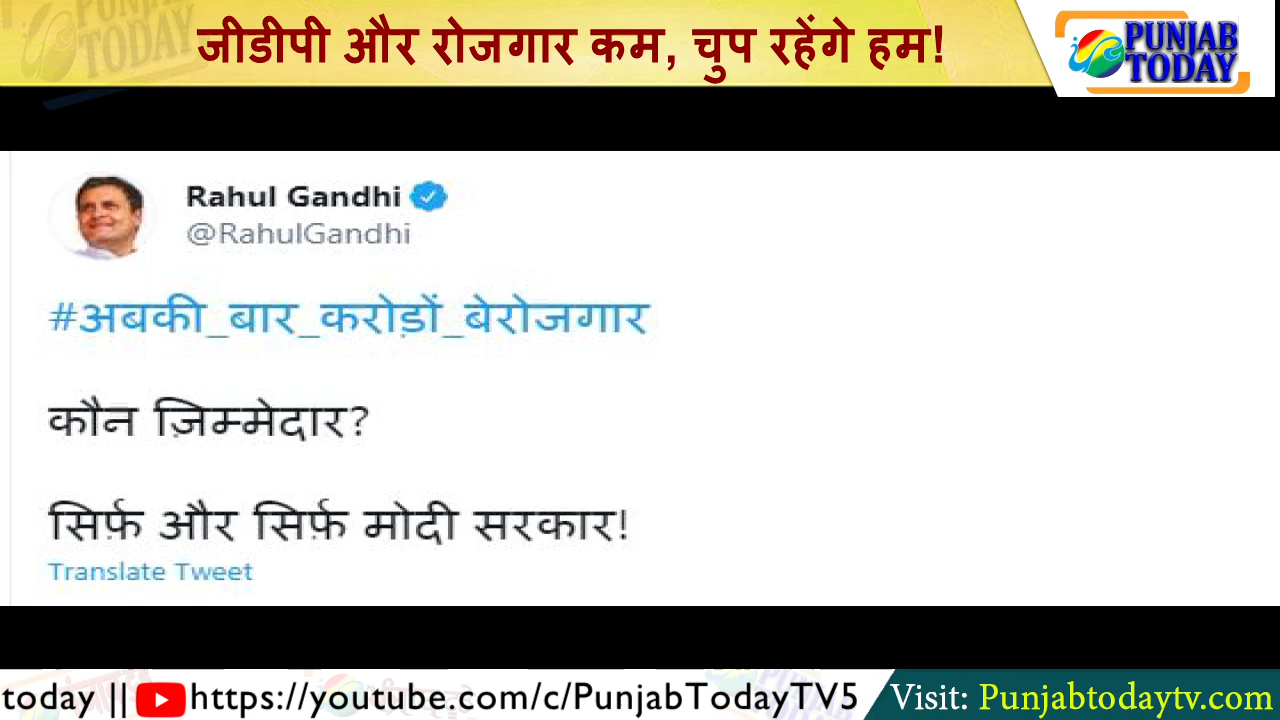 जीडीपी और रोजगार कम, चुप रहेंगे हम!
PUNJAB
TODAY
Rahul Gandhi
@RahulGandhi
#अबकी_बार_करोड़ों_बेरोजगार
कौन ज़िम्मेदार?
सिर्फ़ और सिर्फ़ मोदी सरकार!
Translate Tweet
today || https://youtube.com/c/PunjabTodayTV5
Visit: Punjabtodaytv.com